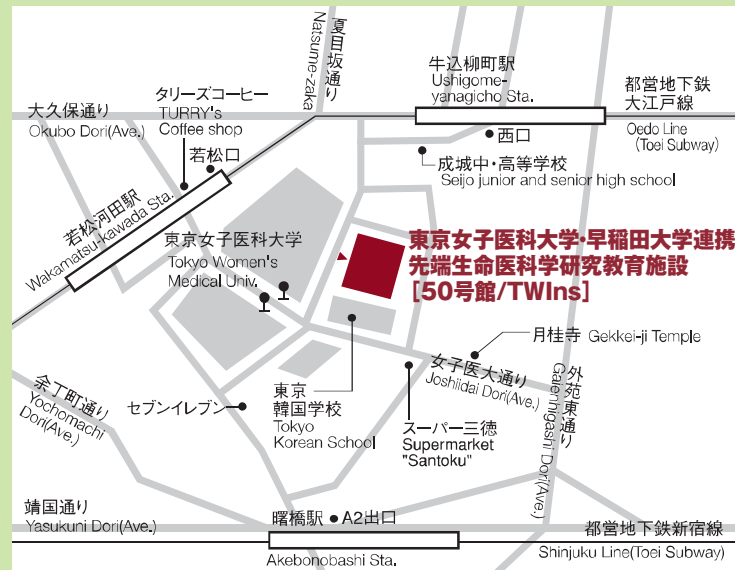 夏目坂通り
Natsume-zaka
牛込柳町駅
Ushigome-
yanagicho Sta.
都営地下鉄
大江戸線
Oedo Line
(Toei Subway)
大久保通り
Okubo Dori(Ave.)
タリーズコーヒー
TURRY's
Coffee shop
若松口
西口
成城中・高等学校
Seijo junior and senior high school
若松河田駅
Wakamatsu-kawada Sta.
東京女子医科大学
Tokyo Women's
Medical Univ.
東京女子医科大学・早稲田大学連携
先端生命医科学研究教育施設
[50号館/TWIns]
月桂寺 Gekkei-ji Temple
女子医大通り
Joshiidai Dori(Ave.)
外苑東通り
Gaienhigashi Dori(Ave.)
余丁町通り
Yochomachi
Dori(Ave.)
セブンイレブン
東京
韓国学校
Tokyo
Korean School
スーパー三徳
Supermarket
"Santoku"
靖国通り
Yasukuni Dori(Ave.)
曙橋駅
A2出口
Akebonobashi Sta.
都営地下鉄新宿線
Shinjuku Line(Toei Subway)